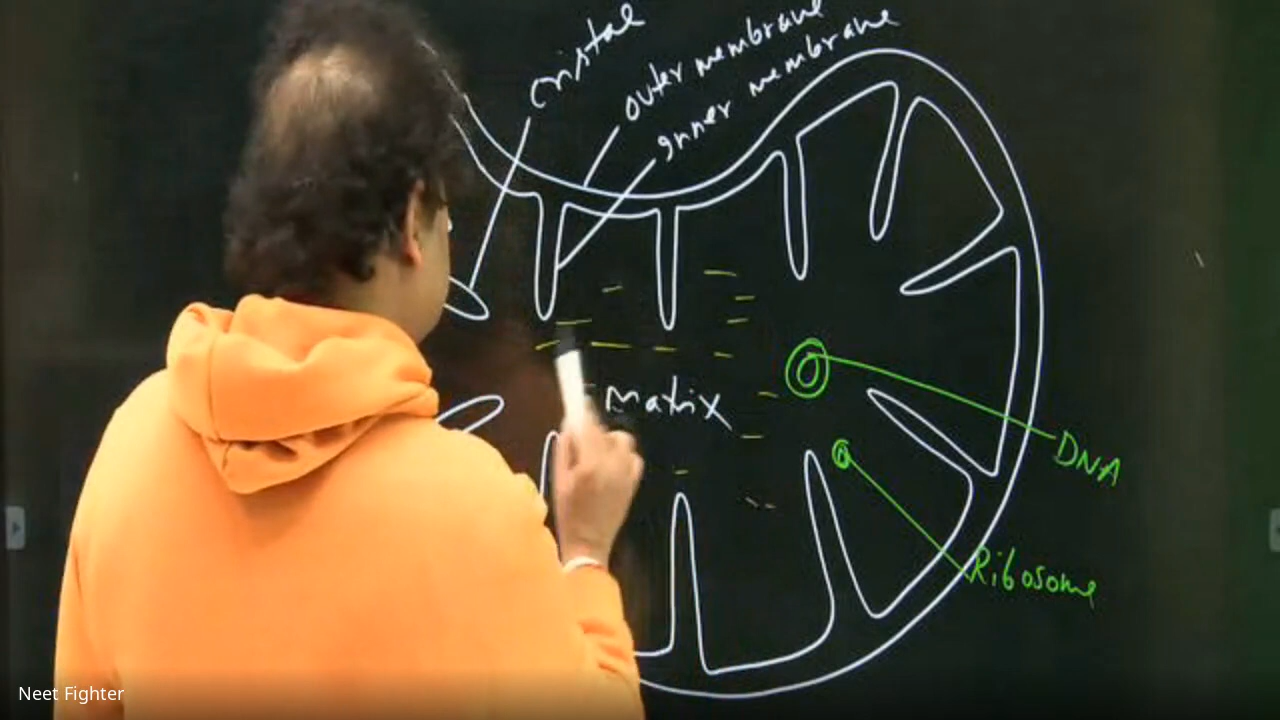 cristae
outer membrane
inner membrane
matrix
DNA
Ribosome
Neet Fighter